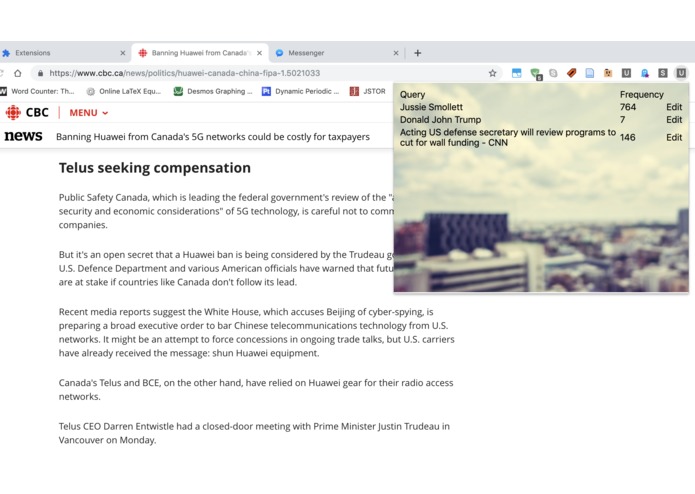 Extensions
Banning Huawei from Canada's
Messenger
https://www.cbc.ca/news/politics/huawei-canada-china-fipa-1.5021033
Word Counter: Th...
Online LaTeX Equ...
Desmos Graphing ...
Dynamic Periodic ...
JSTOR
CBC
MENU
news
Banning Huawei from Canada's 5G networks could be costly for taxpayers
Query Frequency
Jussie Smollett 764 Edit
Donald John Trump 7 Edit
Acting US defense secretary will review programs to
cut for wall funding - CNN 146 Edit
Telus seeking compensation
Public Safety Canada, which is leading the federal government's review of the
security and economic considerations" of 5G technology, is careful not to
companies.
But it's an open secret that a Huawei ban is being considered by the Trudeau
U.S. Defence Department and various American officials have warned that
are at stake if countries like Canada don't follow its lead.
Recent media reports suggest the White House, which accuses Beijing of cyber-spying, is
preparing a broad executive order to bar Chinese telecommunications technology from U.S.
networks. It might be an attempt to force concessions in ongoing trade talks, but U.S. carriers
have already received the message: shun Huawei equipment.
Canada's Telus and BCE, on the other hand, have relied on Huawei gear for their radio access
networks.
Telus CEO Darren Entwistle had a closed-door meeting with Prime Minister Justin Trudeau in
Vancouver on Monday.